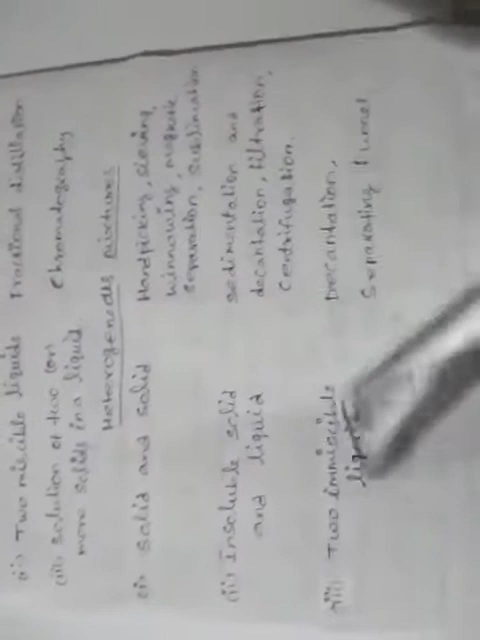 (ii) Two miscible liquids Fractional distillation
(iii) solution of two (or) Chromatography
more solids in a liquid
Heterogeneous mixtures
(i) solid and solid Handpicking, sieving,
winnowing, magnetic
separation, sublimation
(ii) Insoluble solid sedimentation and
and liquid decantation, filtration,
centrifugation.
(iii) Two immiscible Decantation,
Separating funnel